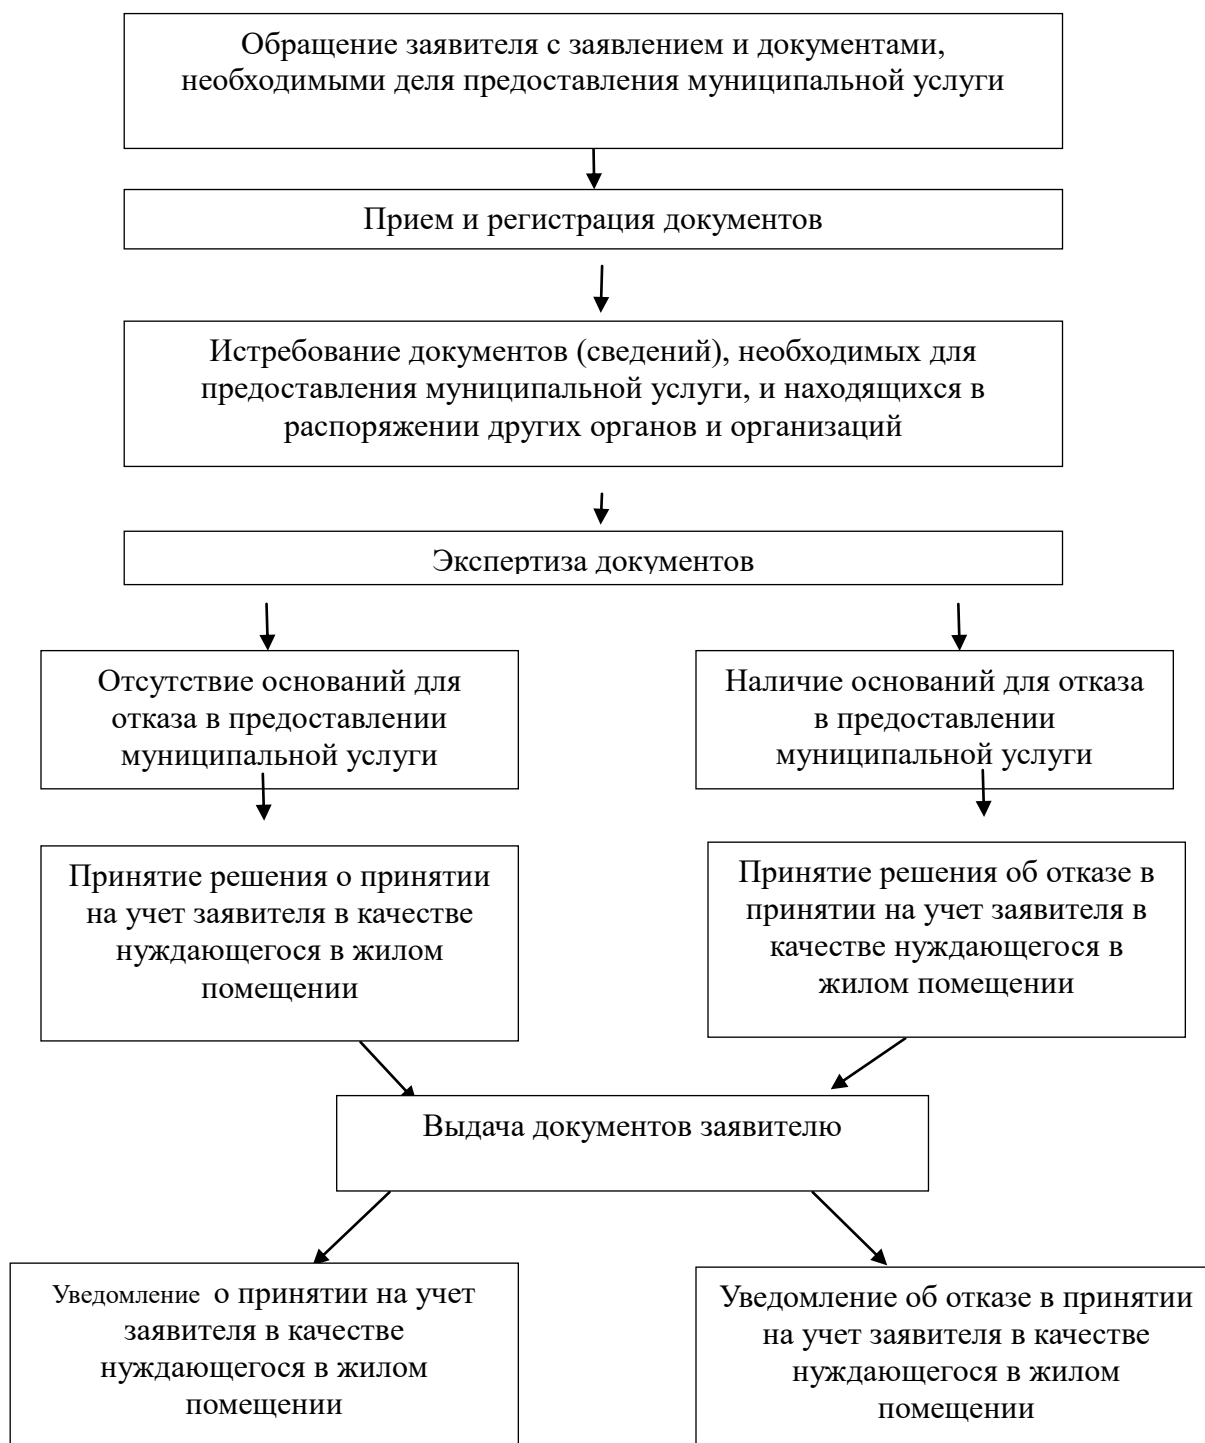 Обращение заявителя с заявлением и документами,
необходимыми деля предоставления муниципальной услуги
Прием и регистрация документов
Истребование документов (сведений), необходимых для
предоставления муниципальной услуги, и находящихся в
распоряжении других органов и организаций
Экспертиза документов
Отсутствие оснований для
отказа в предоставлении
муниципальной услуги
Наличие оснований для отказа
в предоставлении
муниципальной услуги
Принятие решения о принятии
на учет заявителя в качестве
нуждающегося в жилом
помещении
Принятие решения об отказе в
принятии на учет заявителя в
качестве нуждающегося в
жилом помещении
Выдача документов заявителю
Уведомление о принятии на учет
заявителя в качестве
нуждающегося в жилом
помещении
Уведомление об отказе в принятии
на учет заявителя в качестве
нуждающегося в жилом
помещении